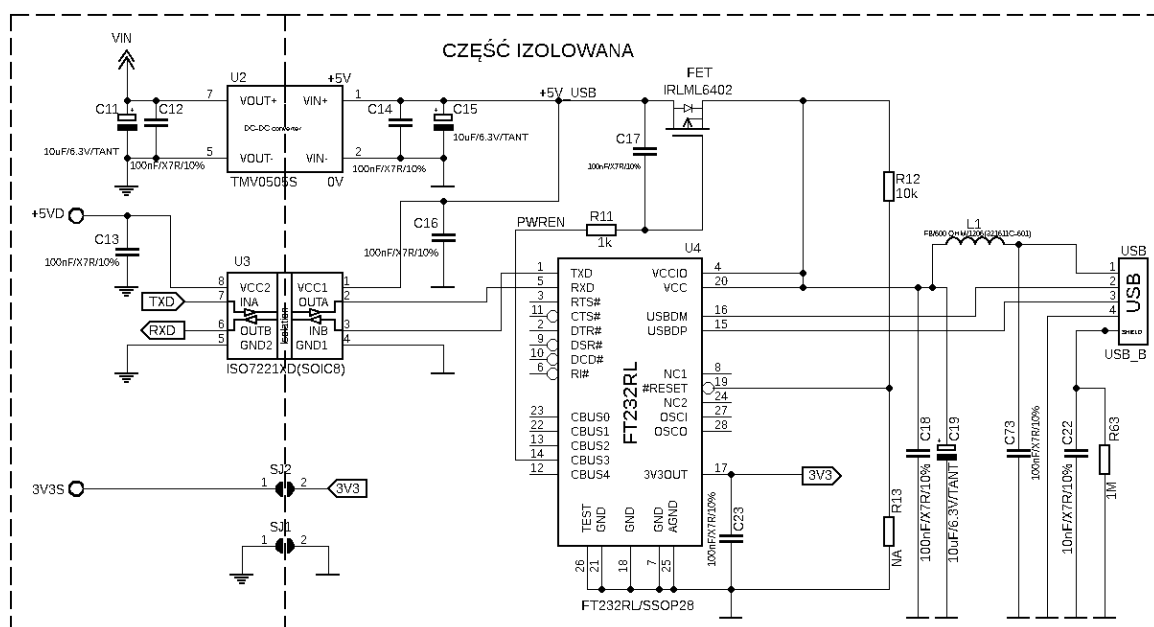 CZĘŚĆ IZOLOWANA
VIN
U2
+5V
7
VOUT+
VIN+
1
C11
C12
C14
C15
DC-DC converter
10uF/6.3V/TANT
10uF/6.3V/TANT
5
VOUT-
VIN-
2
100nF/X7R/10%
100nF/X7R/10%
TMV0505S
0V
+5V_USB
FET
IRLML6402
C17
100nF/X7R/10%
R12
10k
+5VD
C13
100nF/X7R/10%
C16
100nF/X7R/10%
PWREN
R11
1k
U3
8
VCC2
VCC1
1
TXD
7
INA
OUTA
2
Isolation
RXD
6
OUTB
INB
3
5
GND2
GND1
4
ISO7221XD(SOIC8)
U4
1
TXD
VCCIO
4
5
RXD
VCC
20
3
RTS#
11
CTS#
USBDM
16
2
DTR#
USBDP
15
9
DSR#
10
DCD#
6
RI#
NC1
8
#RESET
19
NC2
24
23
CBUS0
OSCI
27
22
CBUS1
OSCO
28
13
CBUS2
14
CBUS3
12
CBUS4
3V3OUT
17
3V3
FT232RL
TEST
GND
GND
GND
AGND
26
21
18
7
25
FT232RL/SSOP28
C23
100nF/X7R/10%
R13
NA
L1
FB/600 OHM/1206(321611C-601)
USB
1
2
3
4
USB
SHIELD
USB_B
C18
100nF/X7R/10%
C19
10uF/6.3V/TANT
C73
100nF/X7R/10%
C22
10nF/X7R/10%
R63
1M
3V3S
SJ2
1
2
3V3
SJ1
1
2